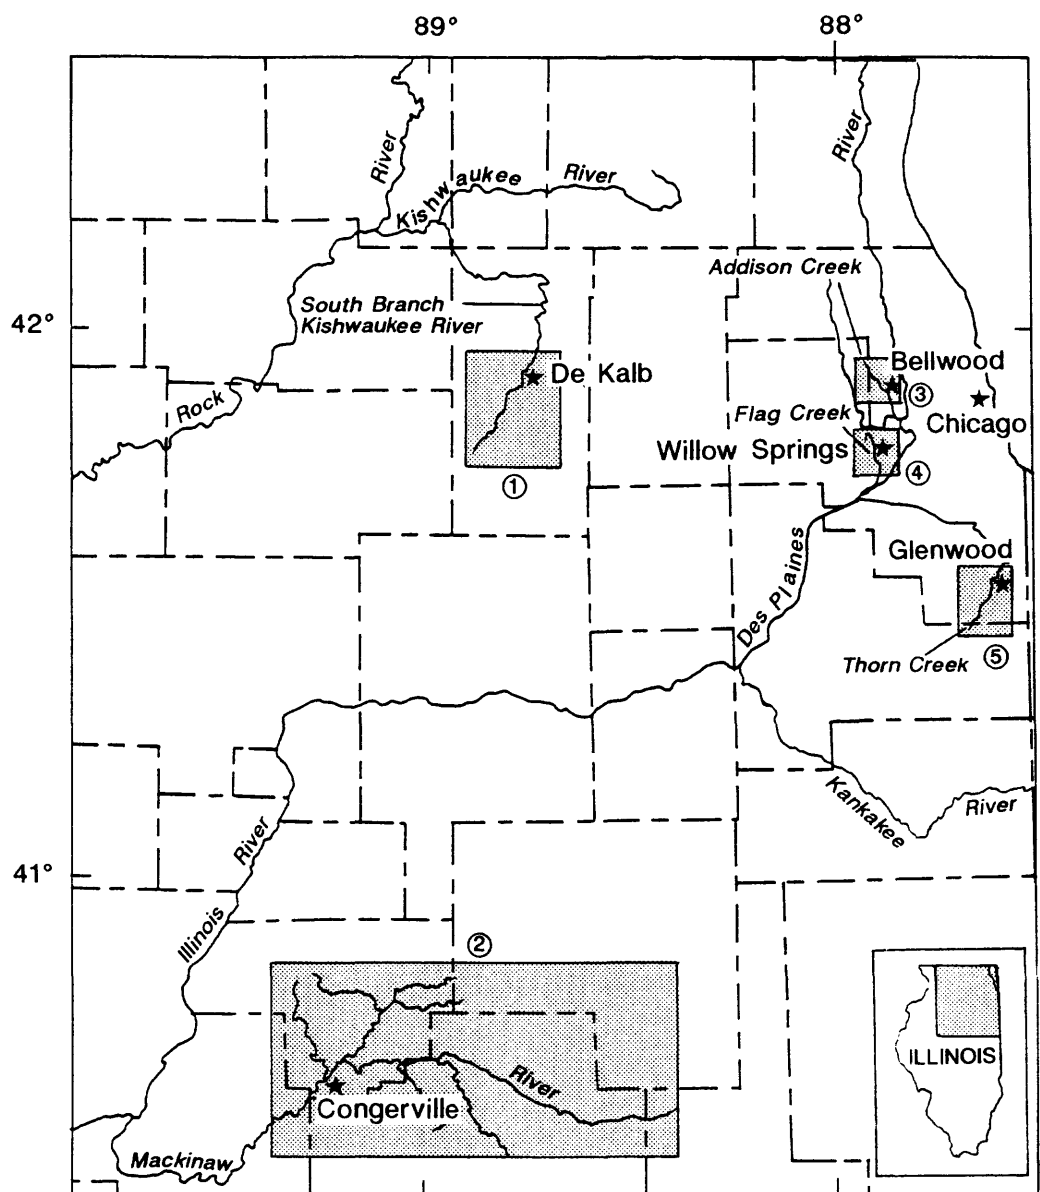 89°
88°
River
River
Kishwaukee
River
Addison Creek
South Branch
Kishwaukee River
42°
Bellwood
De Kalb
3
Rock
Flag Creek
Chicago
Willow Springs
4
1
Glenwood
Des Plaines
Thorn Creek
5
Kankakee
River
River
41°
Illinois
2
ILLINOIS
River
Congerville
Mackinaw